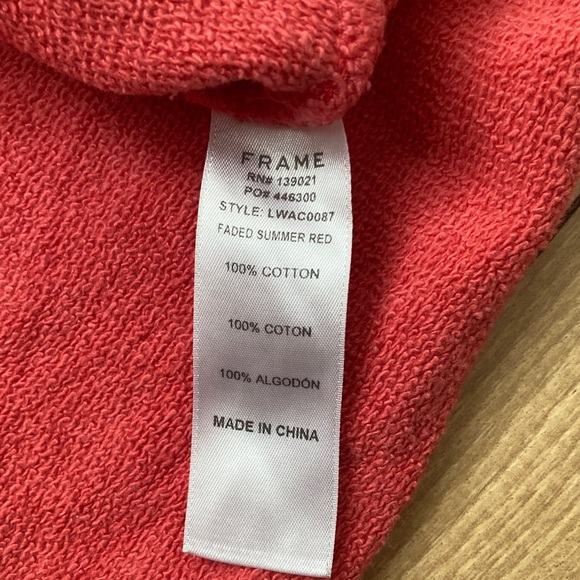 FRAME
RN# 139021
PO# 446300
STYLE: LWAC0087
FADED SUMMER RED
100% COTTON
100% COTON
100% ALGODÓN
MADE IN CHINA